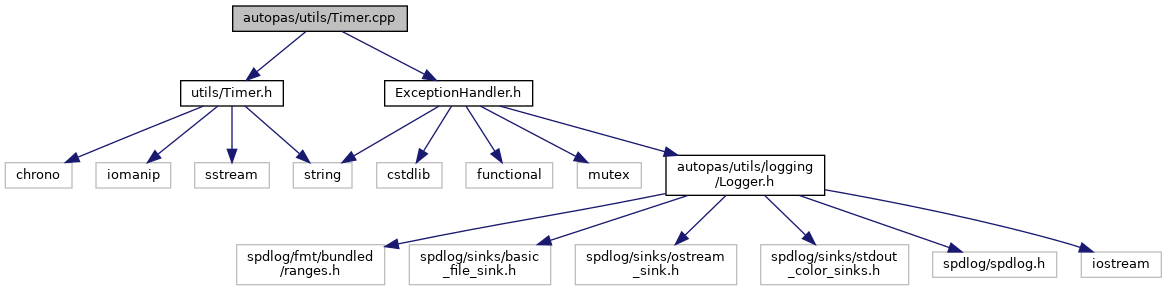 autopas/utils/Timer.cpp
utils/Timer.h
ExceptionHandler.h
chrono
iomanip
sstream
string
cstdlib
functional
mutex
autopas/utils/logging
/Logger.h
spdlog/fmt/bundled
/ranges.h
spdlog/sinks/basic
_file_sink.h
spdlog/sinks/ostream
_sink.h
spdlog/sinks/stdout
_color_sinks.h
spdlog/spdlog.h
iostream